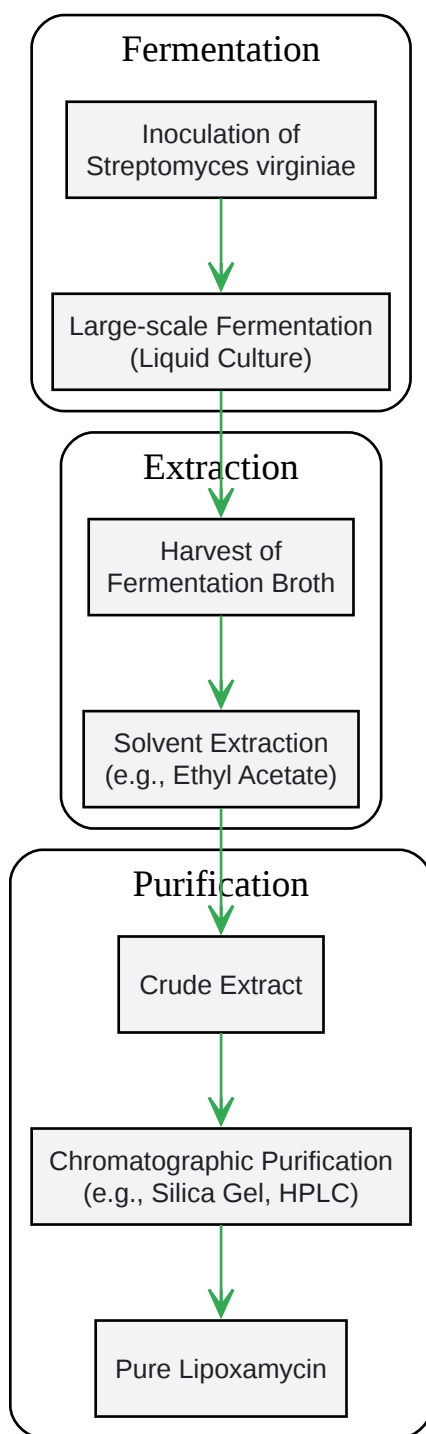 Fermentation
Inoculation of
Streptomyces virginiae
Large-scale Fermentation
(Liquid Culture)
Extraction
Harvest of
Fermentation Broth
Solvent Extraction
(e.g., Ethyl Acetate)
Purification
Crude Extract
Chromatographic Purification
(e.g., Silica Gel, HPLC)
Pure Lipoxamycin